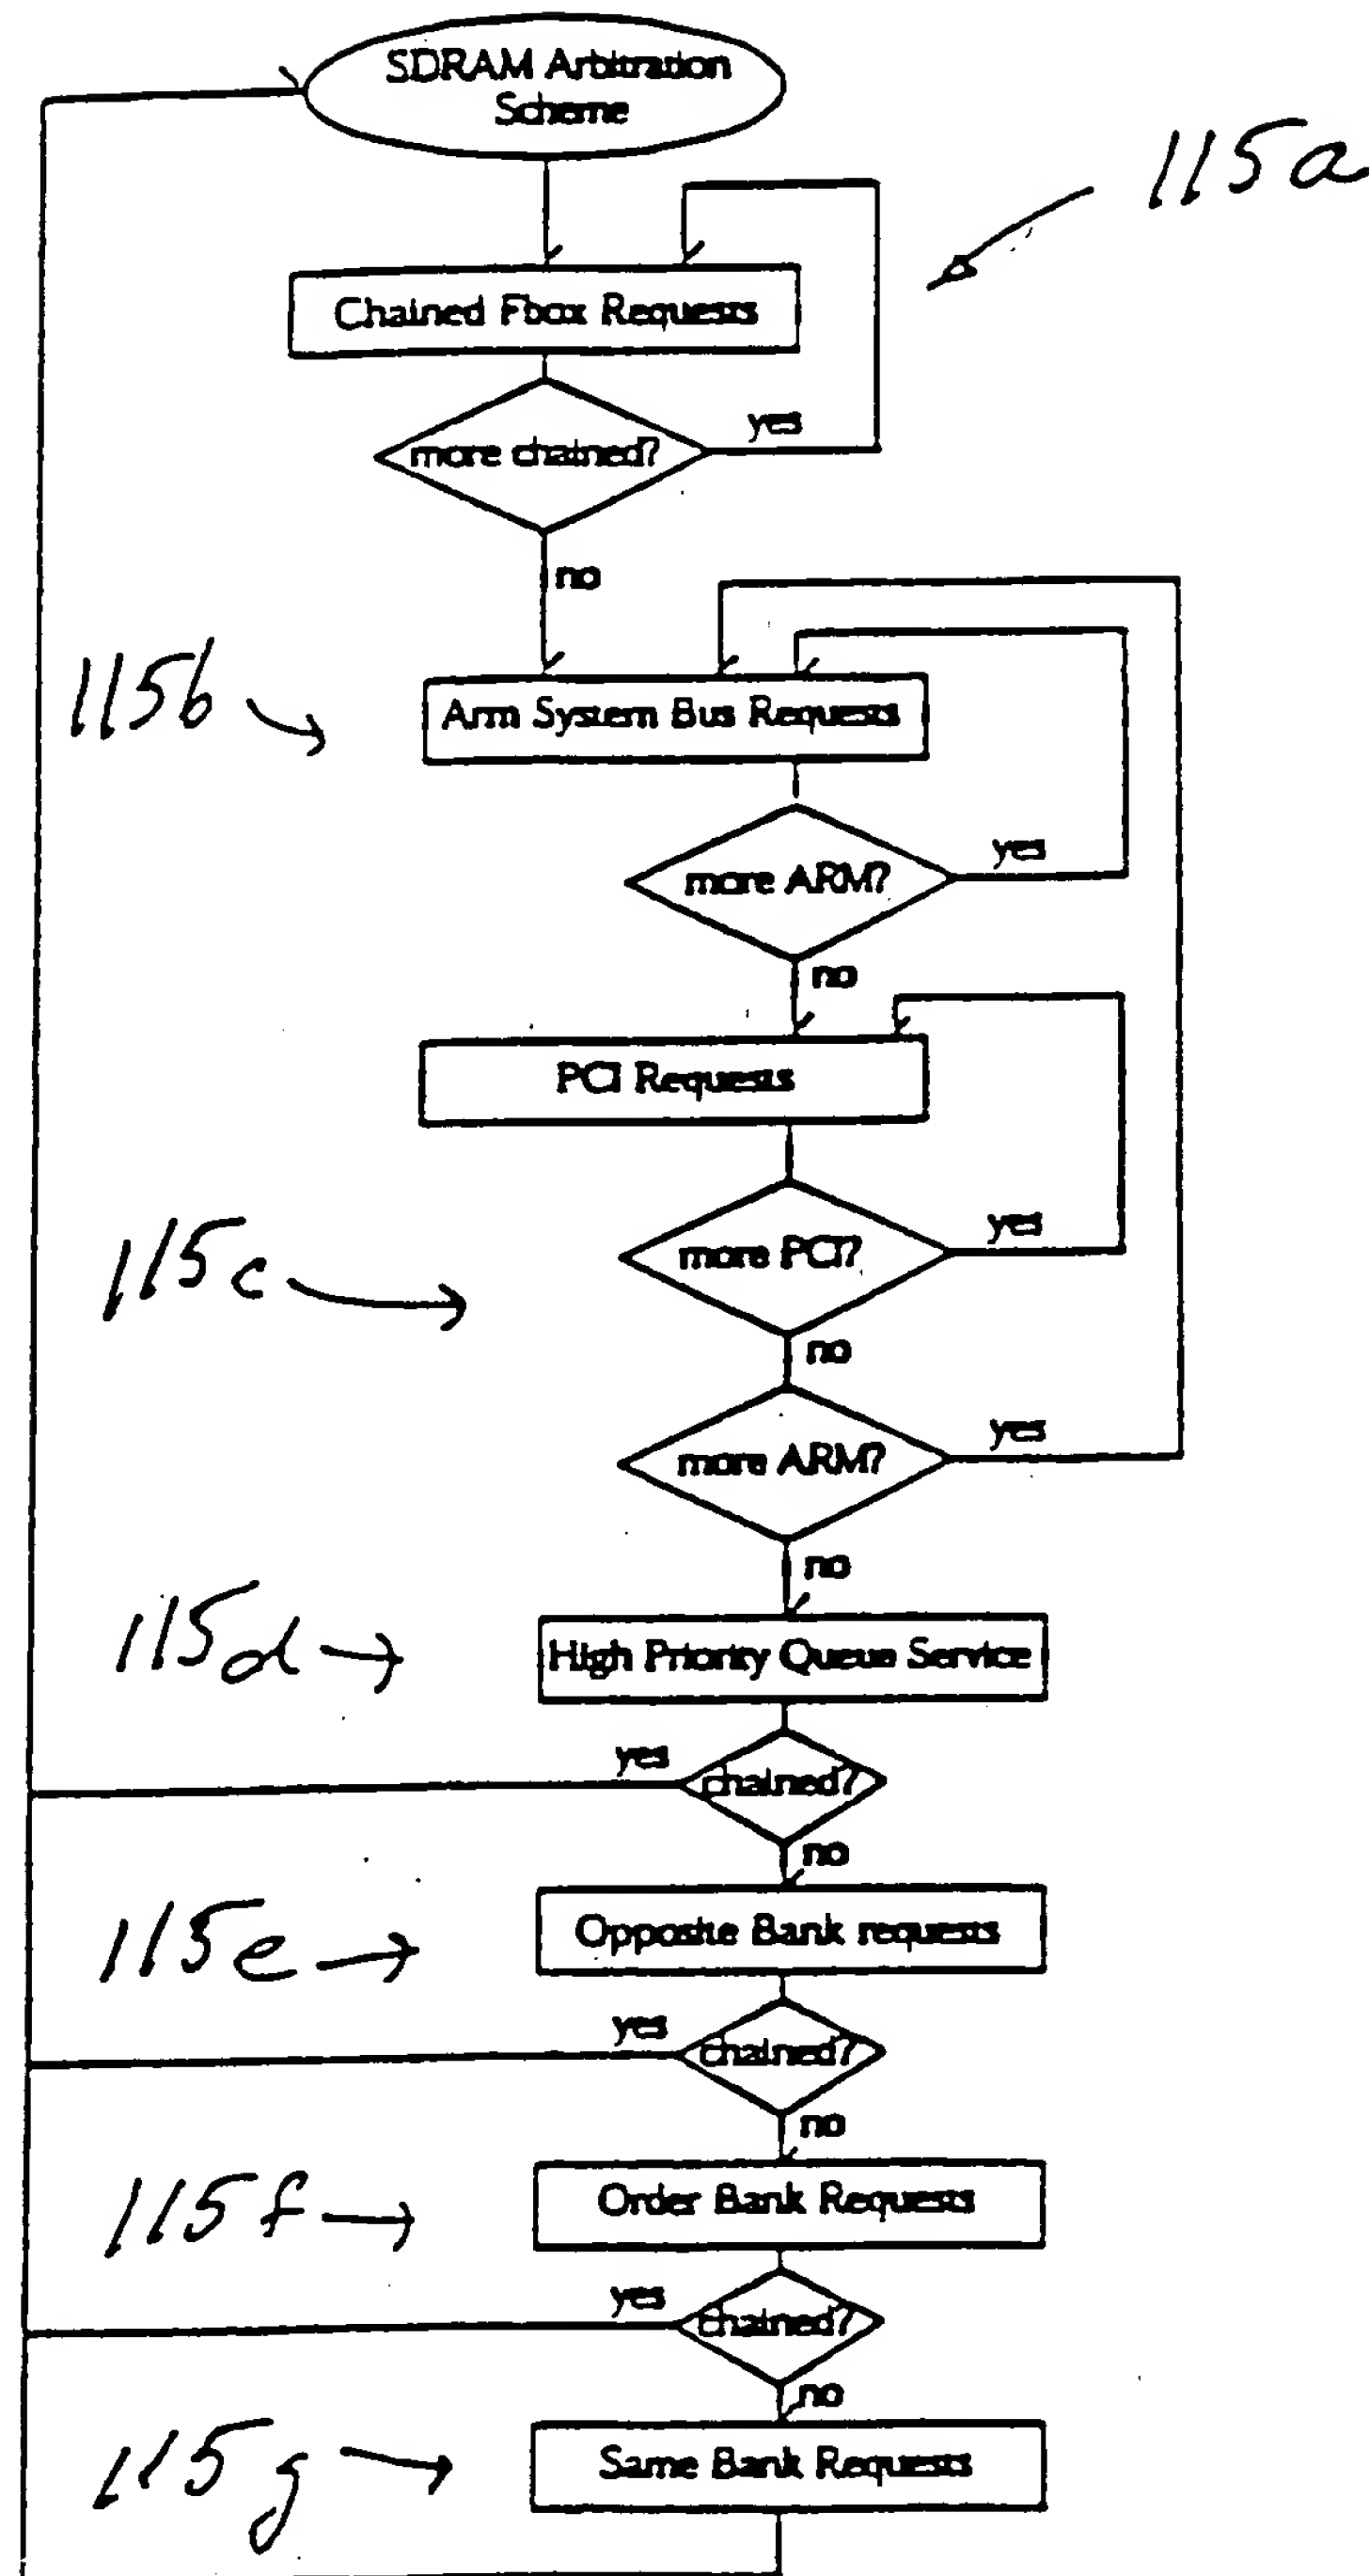 SDRAM Arbitration
Scheme
115a
Chained Fbox Requests
more chained?
yes
no
115b
Arm System Bus Requests
more ARM?
yes
no
PCI Requests
115c
more PCI?
yes
no
more ARM?
yes
no
115d
High Priority Queue Service
yes
chained?
no
115e
Opposite Bank requests
yes
chained?
no
115f
Order Bank Requests
yes
chained?
no
115g
Same Bank Requests